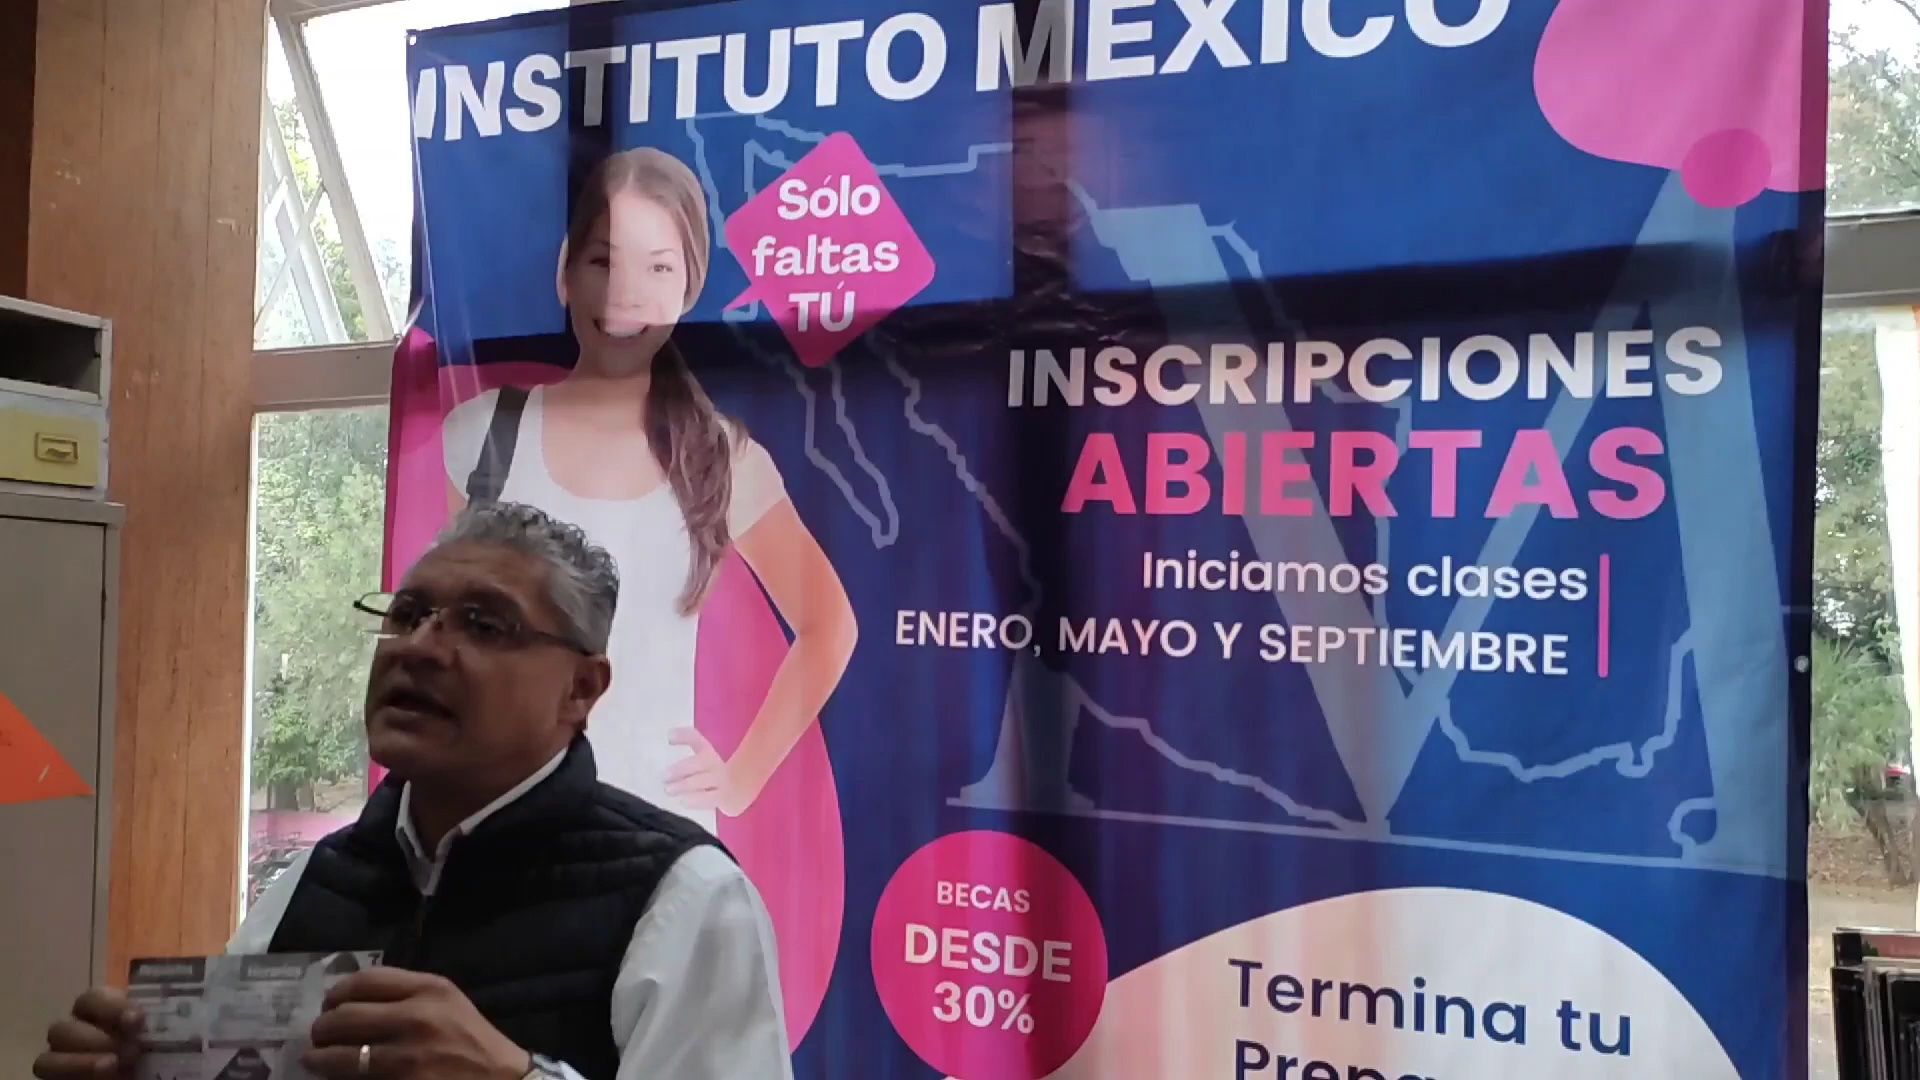 INSTITUTO MÉXICO
Sólo
faltas
TÚ
INSCRIPCIONES
ABIERTAS
Iniciamos clases
ENERO, MAYO Y SEPTIEMBRE
BECAS
DESDE
30%
Termina tu